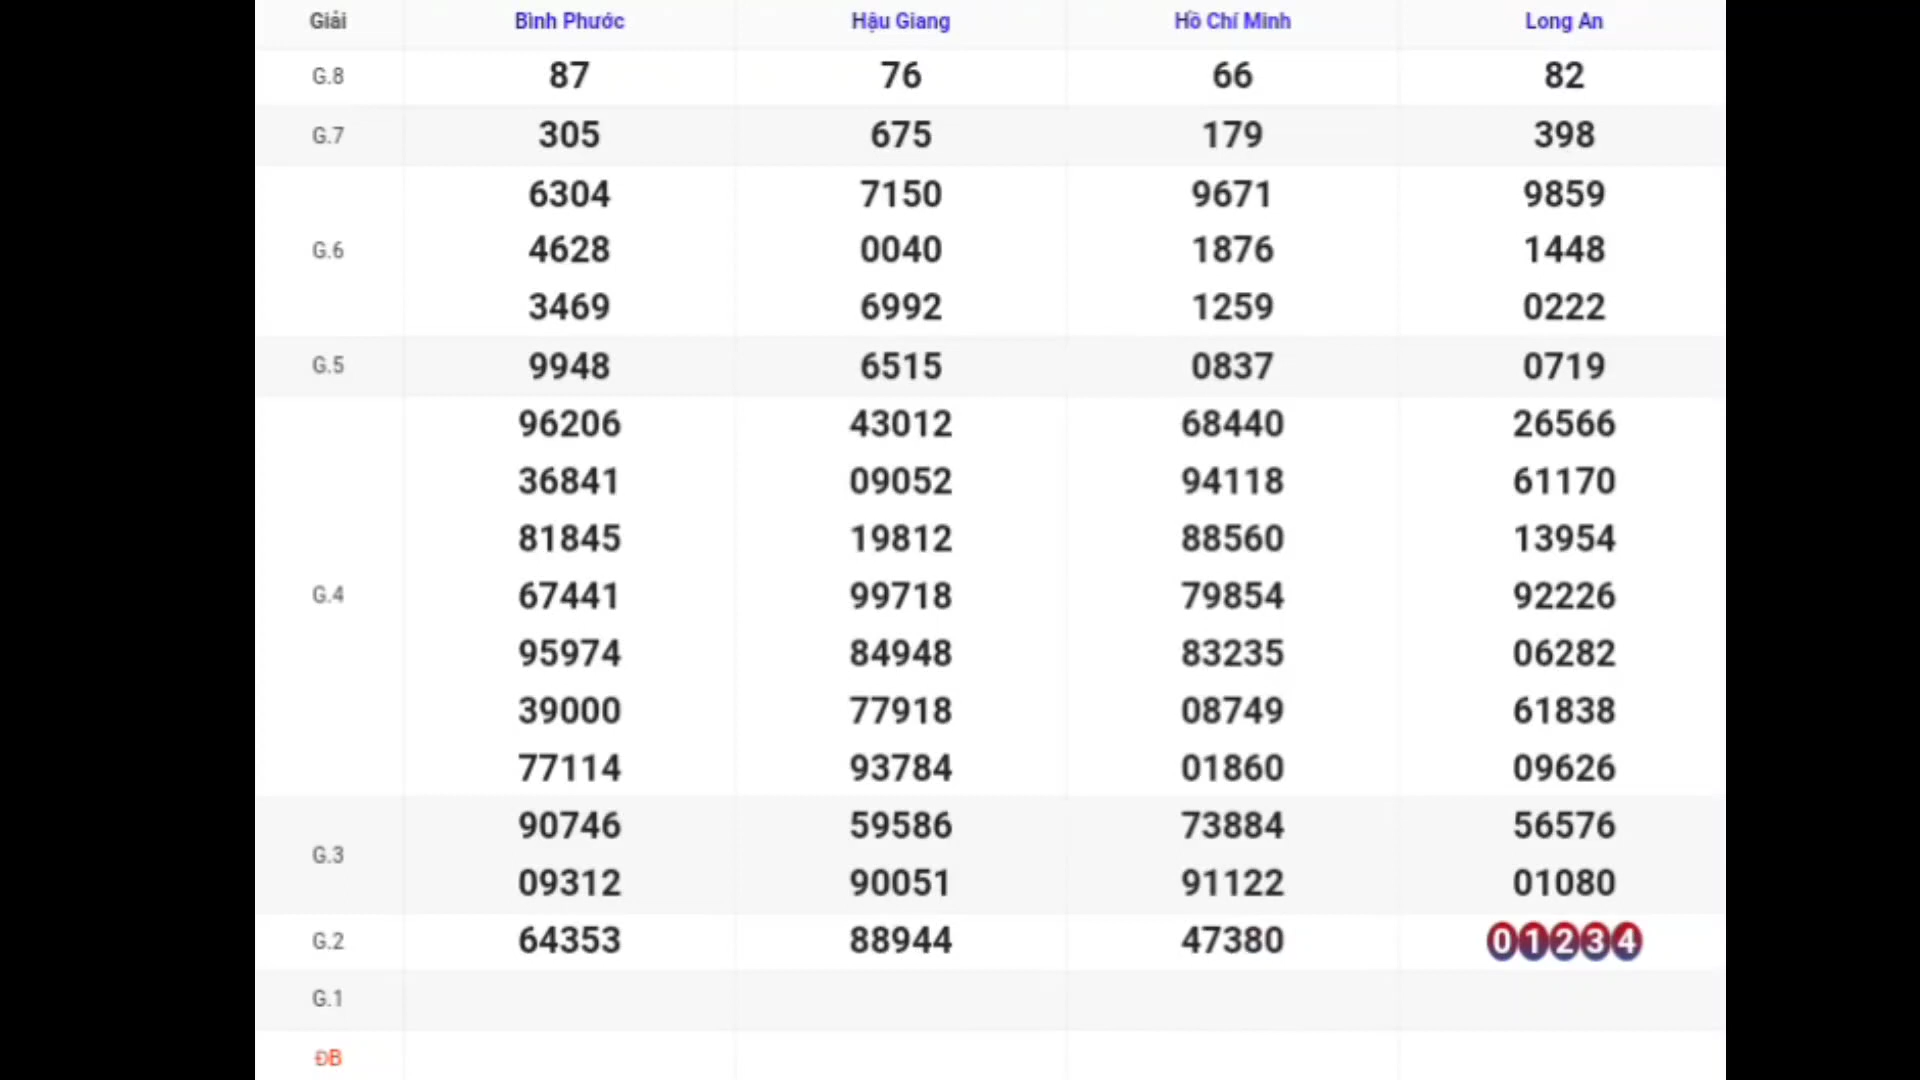 Giải Bình Phước Hậu Giang Hồ Chí Minh Long An
G.8 87 76 66 82
G.7 305 675 179 398
6304 7150 9671 9859
G.6 4628 0040 1876 1448
3469 6992 1259 0222
G.5 9948 6515 0837 0719
96206 43012 68440 26566
36841 09052 94118 61170
81845 19812 88560 13954
G.4 67441 99718 79854 92226
95974 84948 83235 06282
39000 77918 08749 61838
77114 93784 01860 09626
90746 59586 73884 56576
G.3
09312 90051 91122 01080
G.2 64353 88944 47380 01234
G.1
ĐB